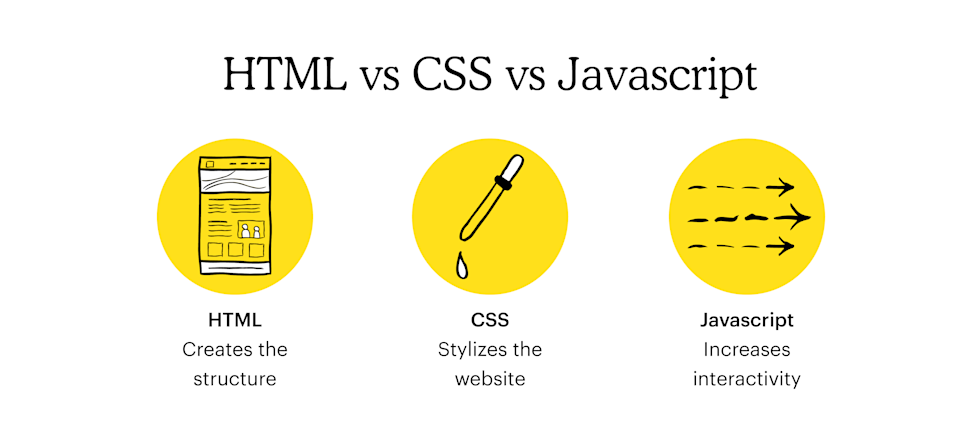 HTML vs CSS vs Javascript
HTML
Creates the
structure
CSS
Stylizes the
website
Javascript
Increases
interactivity